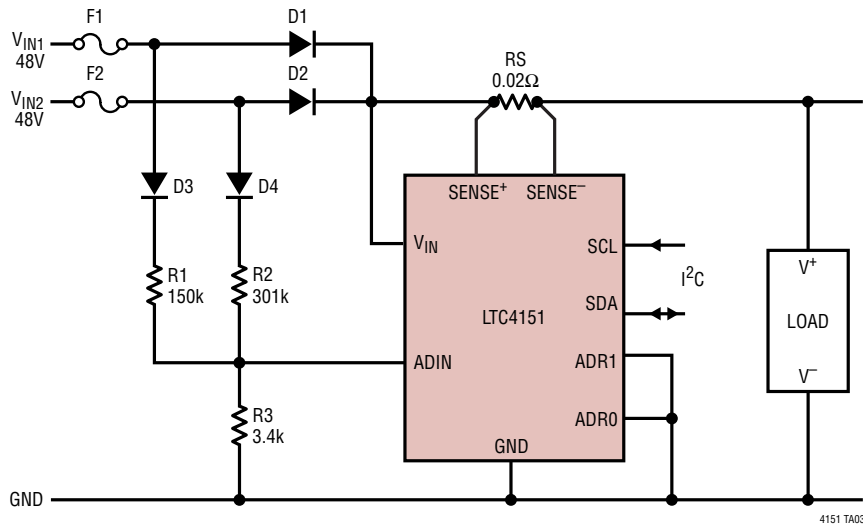 F1
D1
VIN1
48V
F2
D2
VIN2
48V
RS
0.02Ω
D3
D4
SENSE+
SENSE–
VIN
SCL
I2C
R1
150k
R2
301k
SDA
LTC4151
V+
LOAD
V–
ADIN
ADR1
R3
3.4k
ADR0
GND
GND
4151 TA03